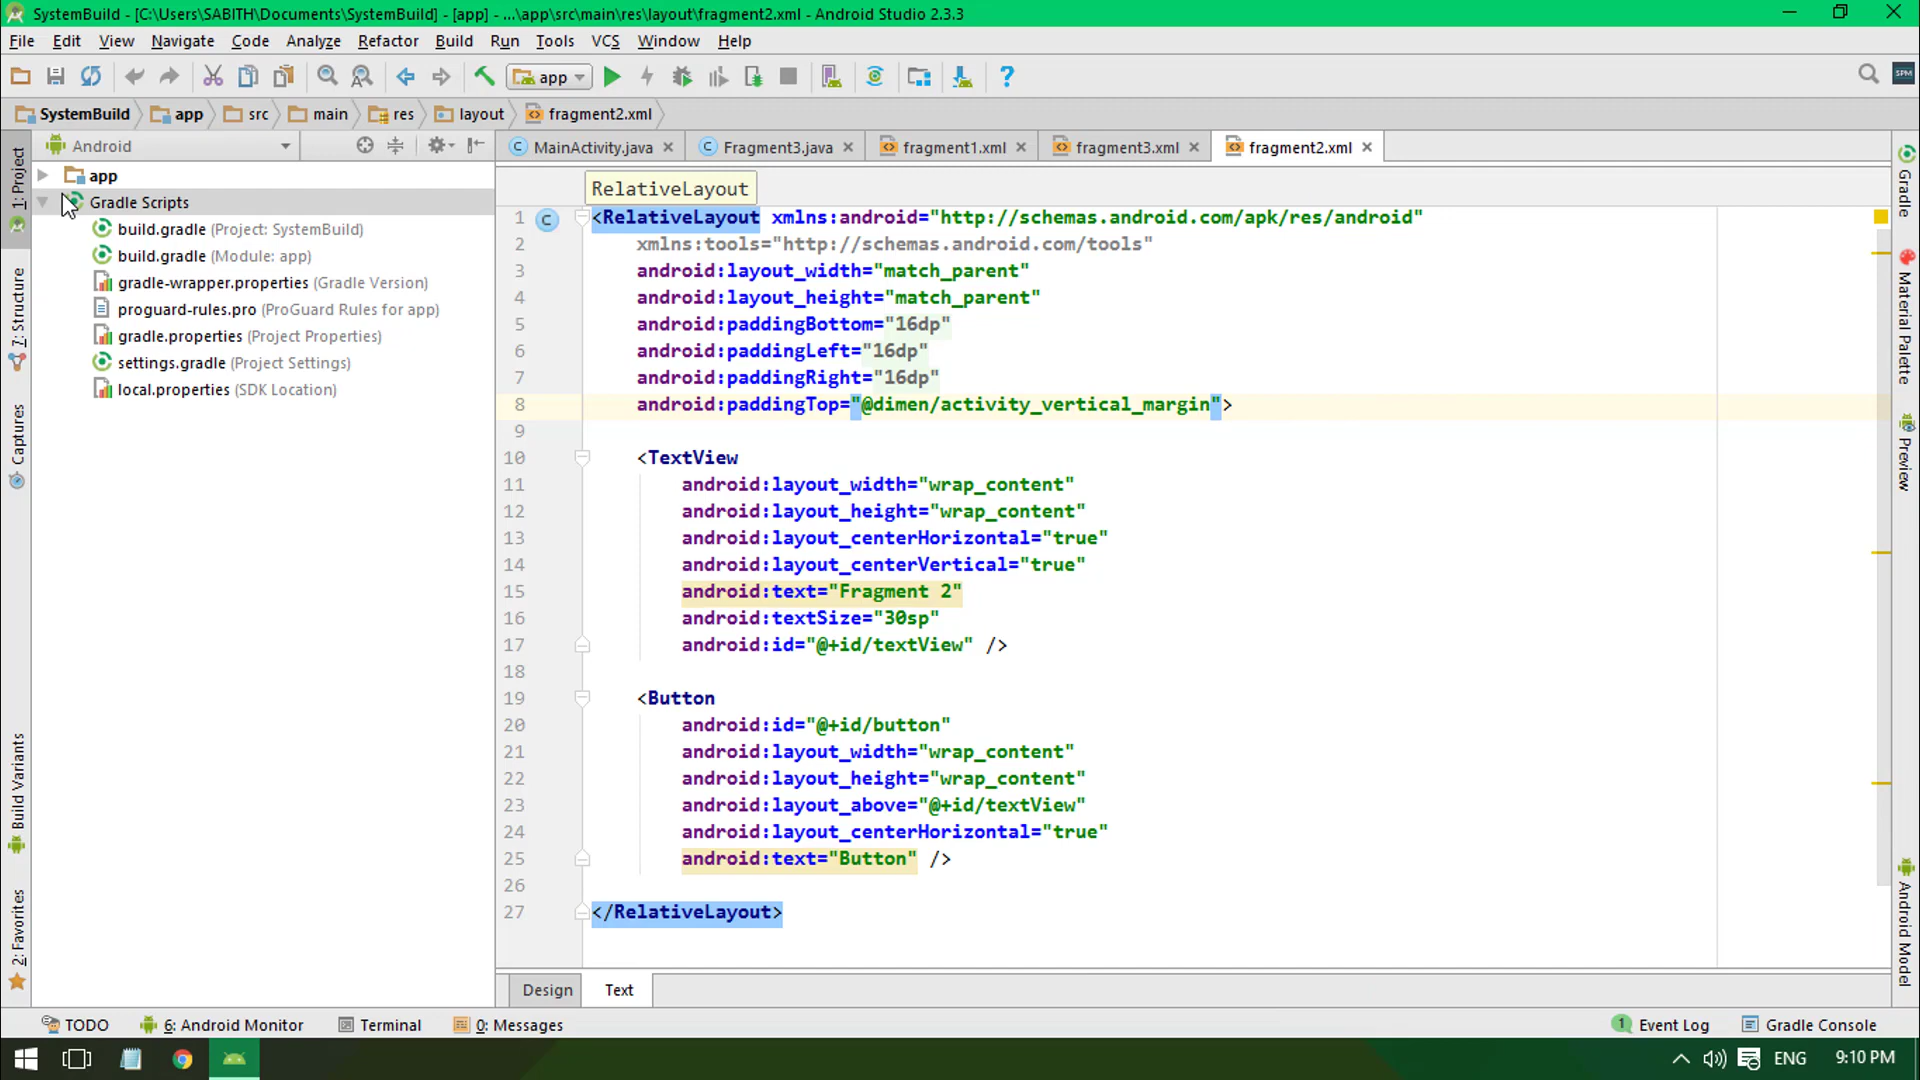 SystemBuild - [C:\Users\SABITH\Documents\SystemBuild] - [app] - ...\app\src\main\res\layout\fragment2.xml - Android Studio 2.3.3
File Edit View Navigate Code Analyze Refactor Build Run Tools VCS Window Help
app
SPM
SystemBuild app src main res layout fragment2.xml
Android
MainActivity.java Fragment3.java fragment1.xml fragment3.xml fragment2.xml
1: Project
7: Structure
Captures
Build Variants
2: Favorites
app
Gradle Scripts
build.gradle (Project: SystemBuild)
build.gradle (Module: app)
gradle-wrapper.properties (Gradle Version)
proguard-rules.pro (ProGuard Rules for app)
gradle.properties (Project Properties)
settings.gradle (Project Settings)
local.properties (SDK Location)
RelativeLayout
1 C <RelativeLayout xmlns:android="http://schemas.android.com/apk/res/android"
2 xmlns:tools="http://schemas.android.com/tools"
3 android:layout_width="match_parent"
4 android:layout_height="match_parent"
5 android:paddingBottom="16dp"
6 android:paddingLeft="16dp"
7 android:paddingRight="16dp"
8 android:paddingTop="@dimen/activity_vertical_margin">
9
10 <TextView
11 android:layout_width="wrap_content"
12 android:layout_height="wrap_content"
13 android:layout_centerHorizontal="true"
14 android:layout_centerVertical="true"
15 android:text="Fragment 2"
16 android:textSize="30sp"
17 android:id="@+id/textView" />
18
19 <Button
20 android:id="@+id/button"
21 android:layout_width="wrap_content"
22 android:layout_height="wrap_content"
23 android:layout_above="@+id/textView"
24 android:layout_centerHorizontal="true"
25 android:text="Button" />
26
27 </RelativeLayout>
Gradle
Material Palette
Preview
Android Model
Design Text
TODO 6: Android Monitor Terminal 0: Messages 1 Event Log Gradle Console
ENG 9:10 PM